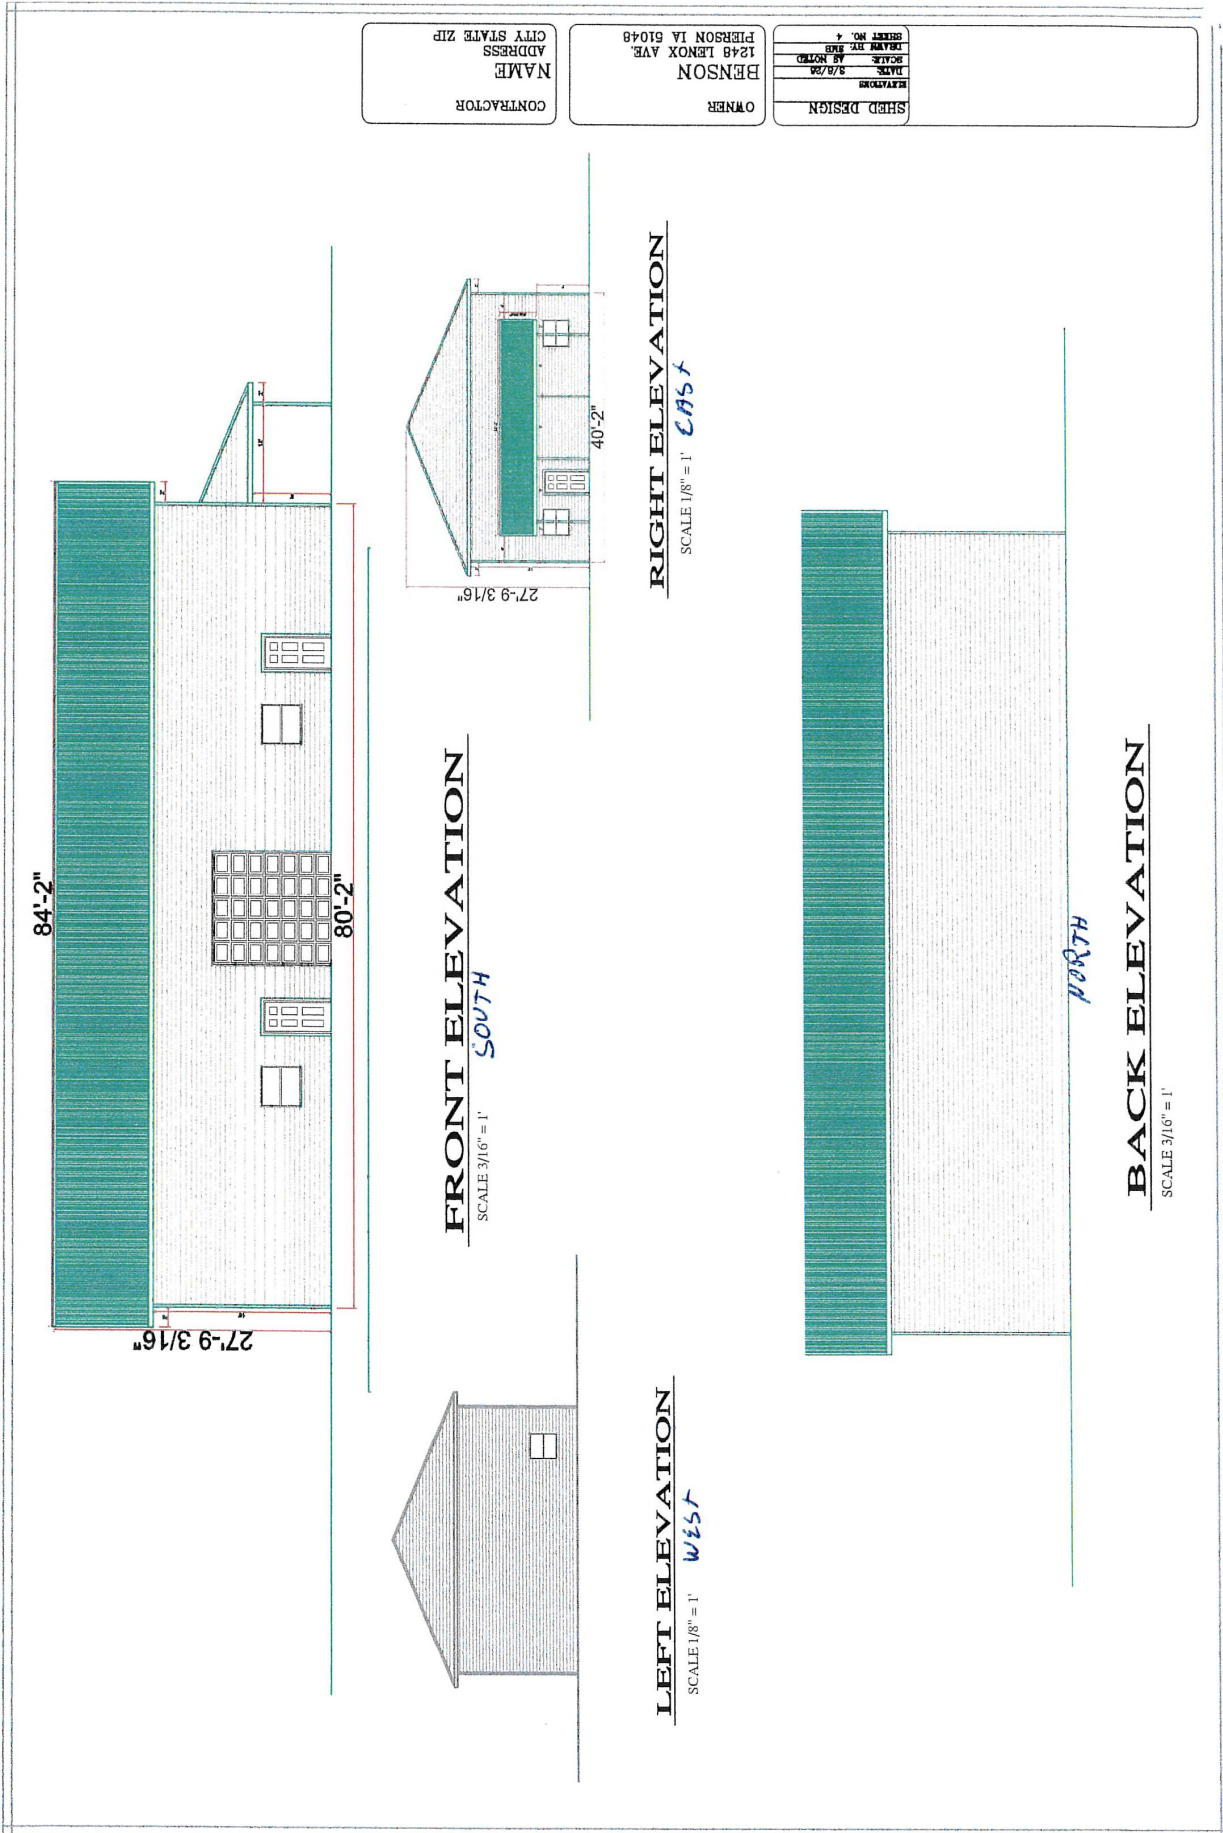 84'-2"
27'-9 3/16"
80'-2"
FRONT ELEVATION
SOUTH
SCALE 3/16" = 1'
27'-9 3/16"
40'-2"
RIGHT ELEVATION
SCALE 1/8" = 1' EAST
LEFT ELEVATION
SCALE 1/8" = 1' WEST
NORTH
BACK ELEVATION
SCALE 3/16" = 1'
CONTRACTOR
NAME
ADDRESS
CITY STATE ZIP
OWNER
BENSON
1248 LENOX AVE.
PIERSON IA 51048
SHED DESIGN
ELEVATIONS
DATE:
SCALE: AS NOTED
DRAWN BY:
SHEET NO. 4